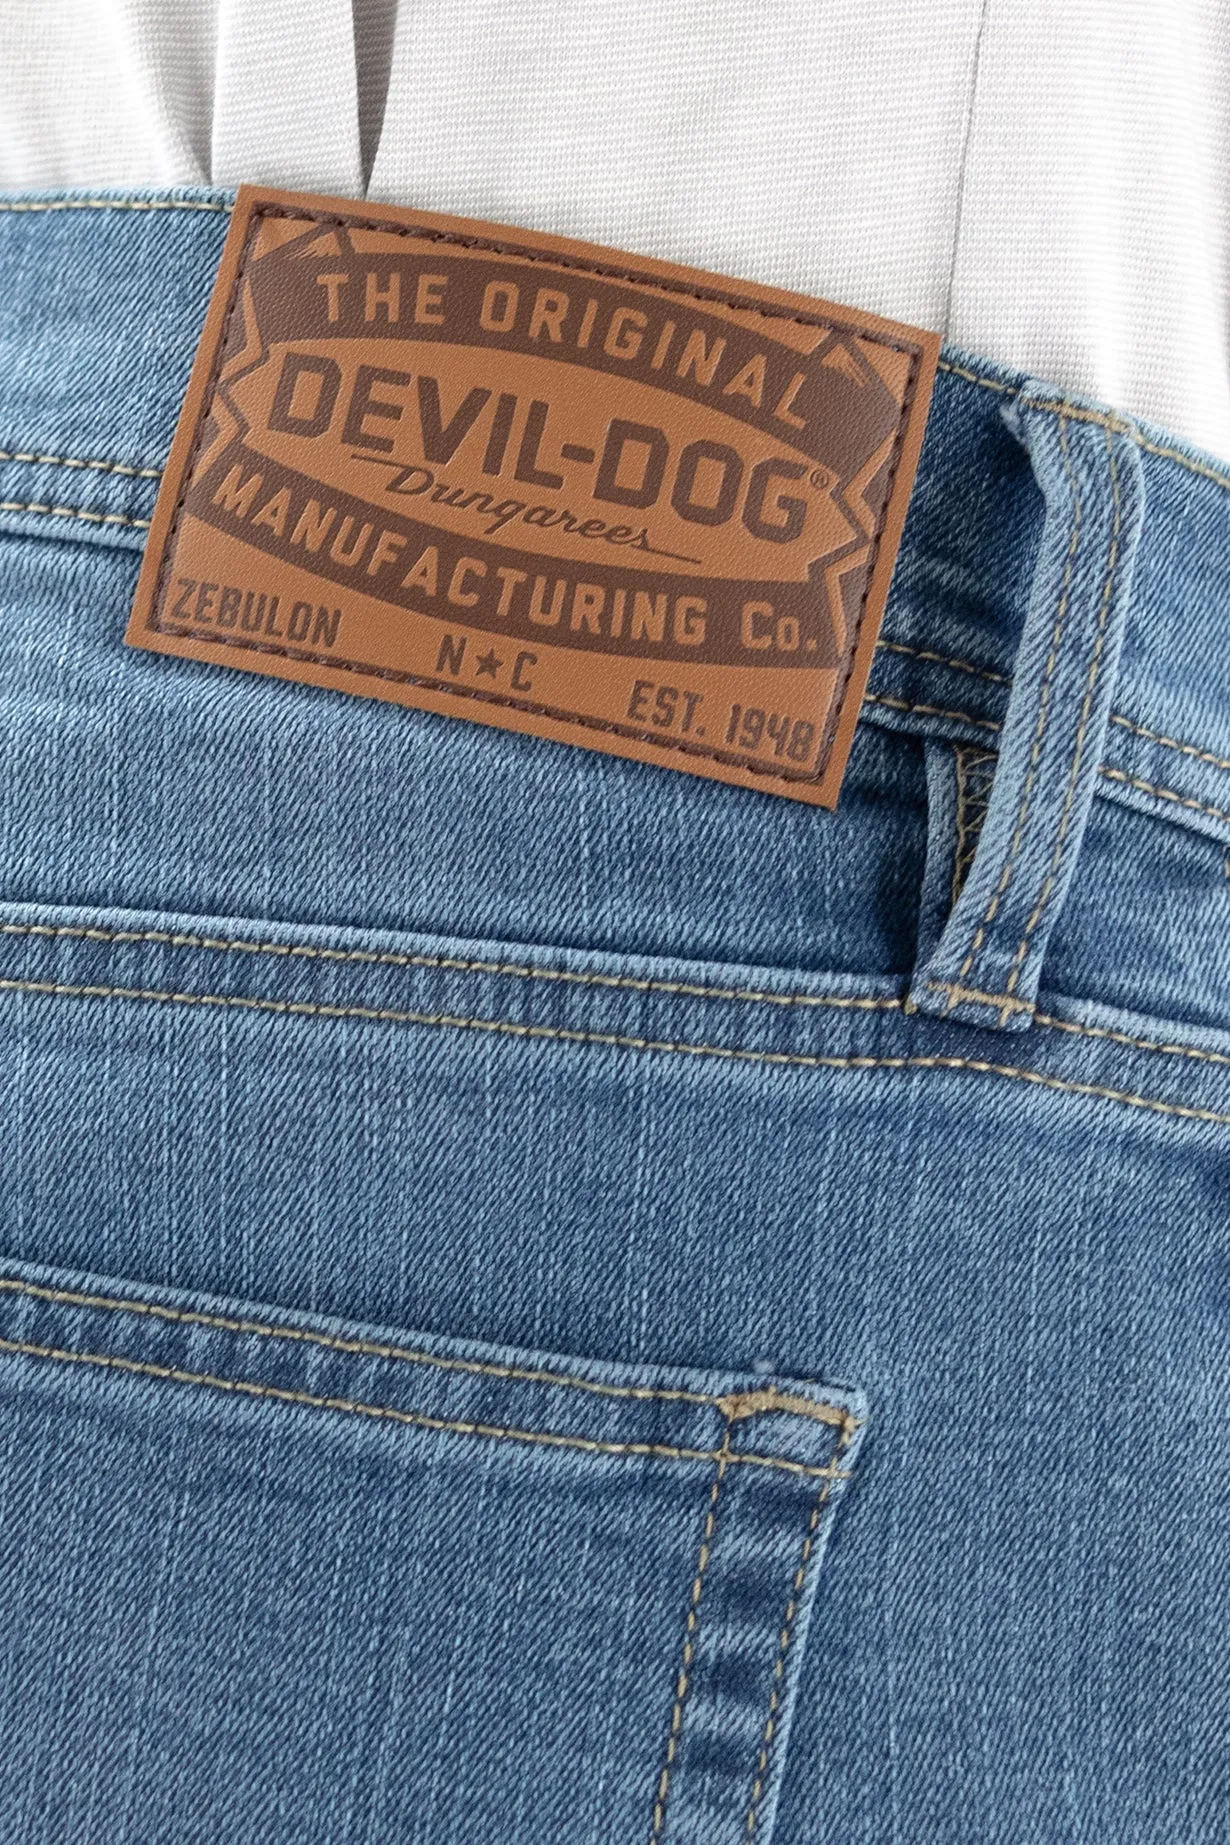 THE ORIGINAL
DEVIL-DOG®
Dungarees
MANUFACTURING Co.
ZEBULON
N★C
EST. 1948